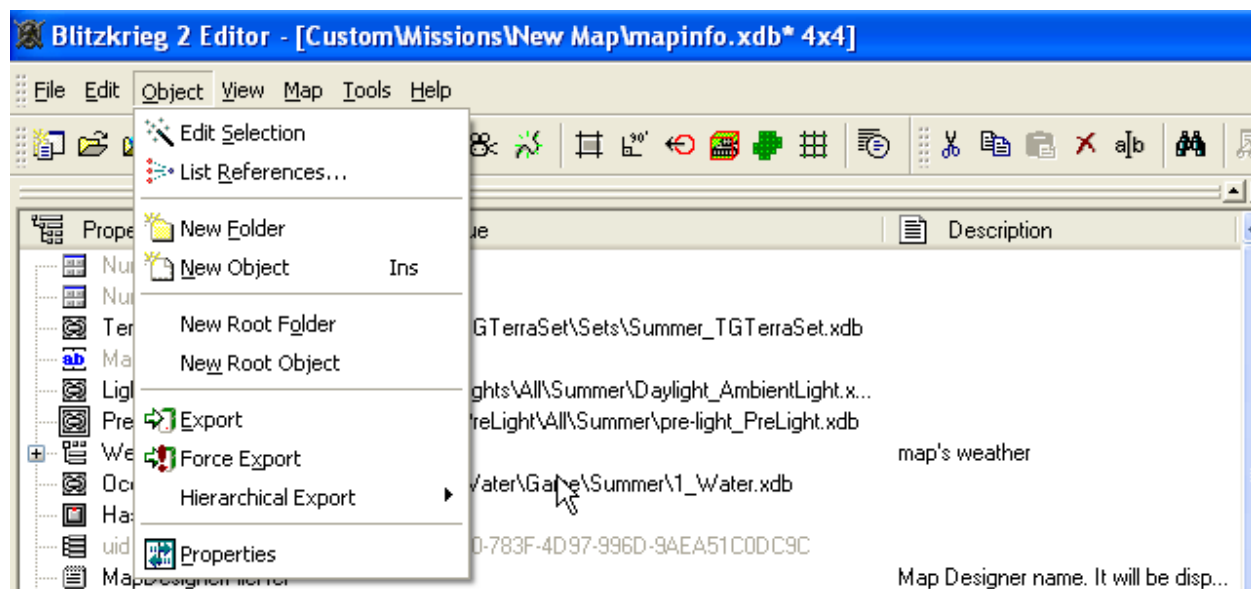 Blitzkrieg 2 Editor - [Custom\Missions\New Map\mapinfo.xdb* 4x4]
File Edit Object View Map Tools Help
Edit Selection
List References...
New Folder
New Object Ins
New Root Folder
New Root Object
Export
Force Export
Hierarchical Export
Properties
90°
a|b
Prope ue Description
Nu
Nu
Ter GTerraSet\Sets\Summer_TGTerraSet.xdb
ab Ma
Ligl ghts\All\Summer\Daylight_AmbientLight.x...
Pre reLight\All\Summer\pre-light_PreLight.xdb
We map's weather
Oce Water\Game\Summer\1_Water.xdb
Ha
uid 0-783F-4D97-996D-9AEA51C0DC9C
Map Designer name. It will be disp...